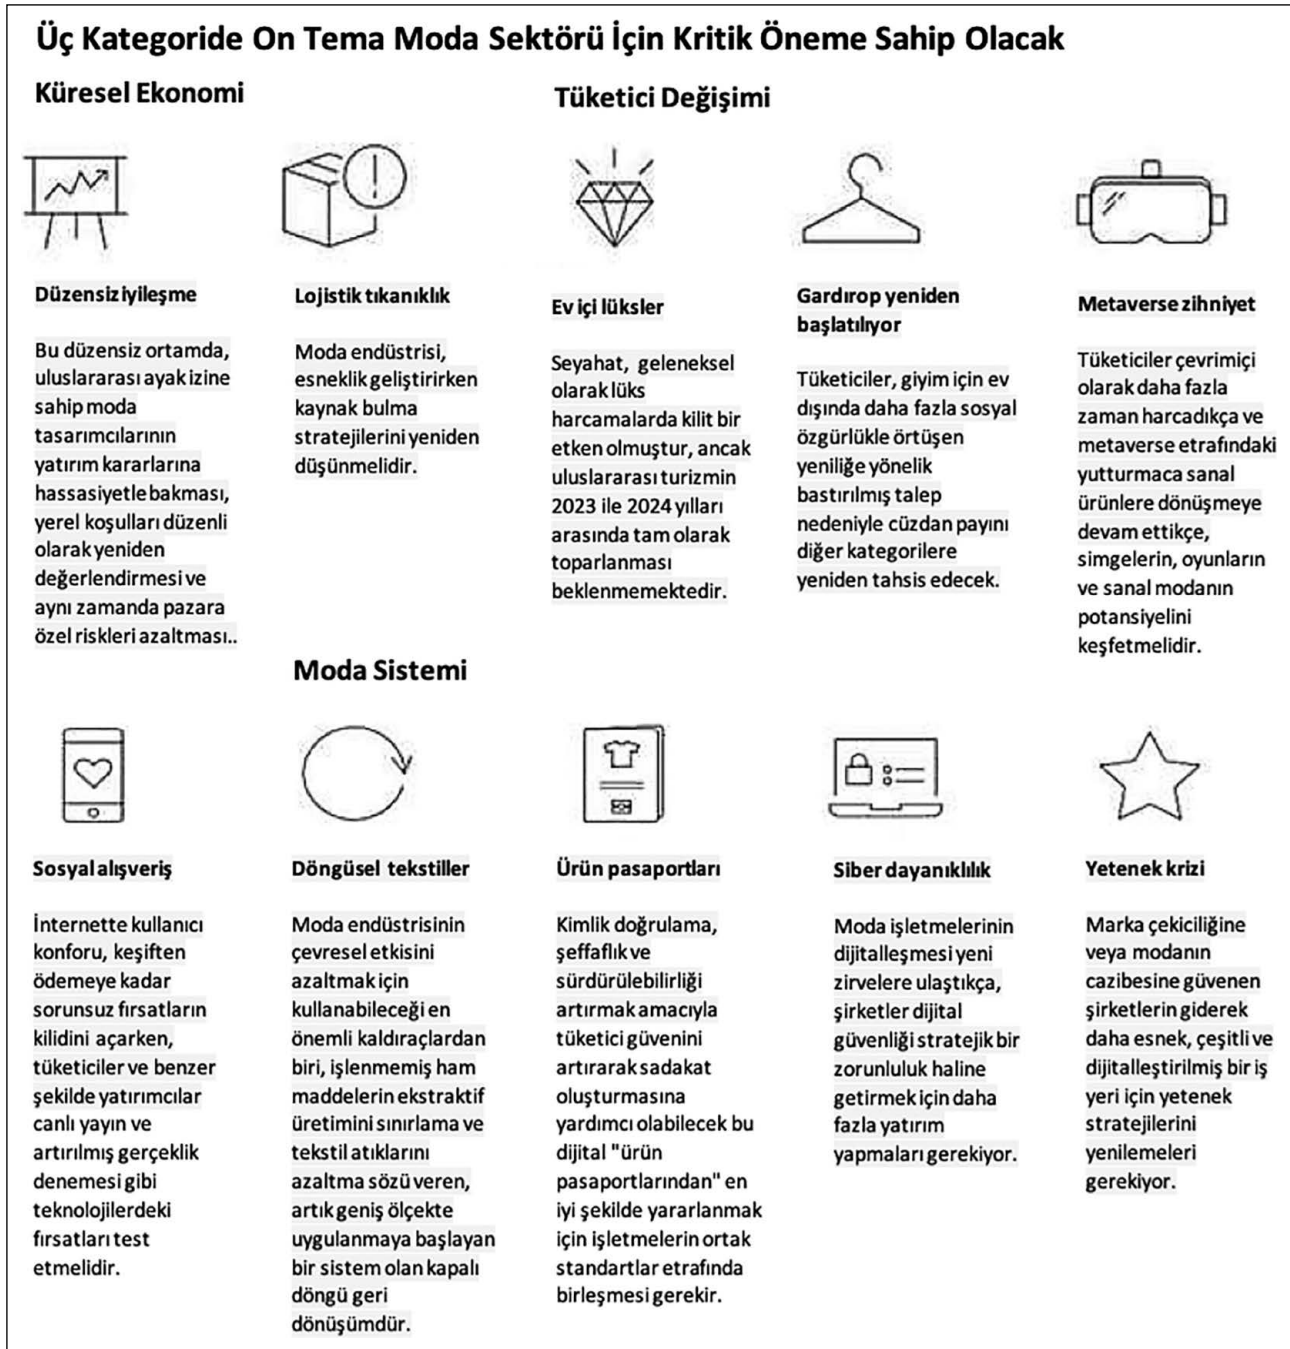 Üç Kategoride On Tema Moda Sektörü İçin Kritik Öneme Sahip Olacak
Küresel Ekonomi
Düzensiz iyileşme
Bu düzensiz ortamda,
uluslararası ayak izine
sahip moda
tasarımcılarının
yatırım kararlarına
hassasiyetle bakması,
yerel koşulları düzenli
olarak yeniden
değerlendirmesi ve
aynı zamanda pazara
özel riskleri azaltması..
Lojistik tıkanıklık
Moda endüstrisi,
esneklik geliştirirken
kaynak bulma
stratejilerini yeniden
düşünmelidir.
Tüketici Değişimi
Ev içi lüksler
Seyahat, geleneksel
olarak lüks
harcamalarda kilit bir
etken olmuştur, ancak
uluslararası turizmin
2023 ile 2024 yılları
arasında tam olarak
toparlanması
beklenmemektedir.
Gardırop yeniden
başlatılıyor
Tüketiciler, giyim için ev
dışında daha fazla sosyal
özgürlükle örtüşen
yeniliğe yönelik
bastırılmış talep
nedeniyle cüzdan payını
diğer kategorilere
yeniden tahsis edecek.
Metaverse zihniyet
Tüketiciler çevrimiçi
olarak daha fazla
zaman harcadıkça ve
metaverse etrafındaki
yutturmaca sanal
ürünlere dönüşmeye
devam ettikçe,
simgelerin, oyunların
ve sanal modanın
potansiyelini
keşfetmelidir.
Moda Sistemi
Sosyal alışveriş
İnternette kullanıcı
konforu, keşiften
ödemeye kadar
sorunsuz fırsatların
kilidini açarken,
tüketiciler ve benzer
şekilde yatırımcılar
canlı yayın ve
artırılmış gerçeklik
denemesi gibi
teknolojilerdeki
fırsatları test
etmelidir.
Döngüsel tekstiller
Moda endüstrisinin
çevresel etkisini
azaltmak için
kullanabileceği en
önemli kaldıraçlardan
biri, işlenmemiş ham
maddelerin ekstraktif
üretimini sınırlama ve
tekstil atıklarını
azaltma sözü veren,
artık geniş ölçekte
uygulanmaya başlayan
bir sistem olan kapalı
döngü geri
dönüşümdür.
Ürün pasaportları
Kimlik doğrulama,
şeffaflık ve
sürdürülebilirliği
artırmak amacıyla
tüketici güvenini
artırarak sadakat
oluşturmasına
yardımcı olabilecek bu
dijital "ürün
pasaportlarından" en
iyi şekilde yararlanmak
için işletmelerin ortak
standartlar etrafında
birleşmesi gerekir.
Siber dayanıklılık
Moda işletmelerinin
dijitalleşmesi yeni
zirvelere ulaştıkça,
şirketler dijital
güvenliği stratejik bir
zorunluluk haline
getirmek için daha
fazla yatırım
yapmaları gerekiyor.
Yetenek krizi
Marka çekiciliğine
veya modanın
cazibesine güvenen
şirketlerin giderek
daha esnek, çeşitli ve
dijitalleştirilmiş bir iş
yeri için yetenek
stratejilerini
yenilemeleri
gerekiyor.